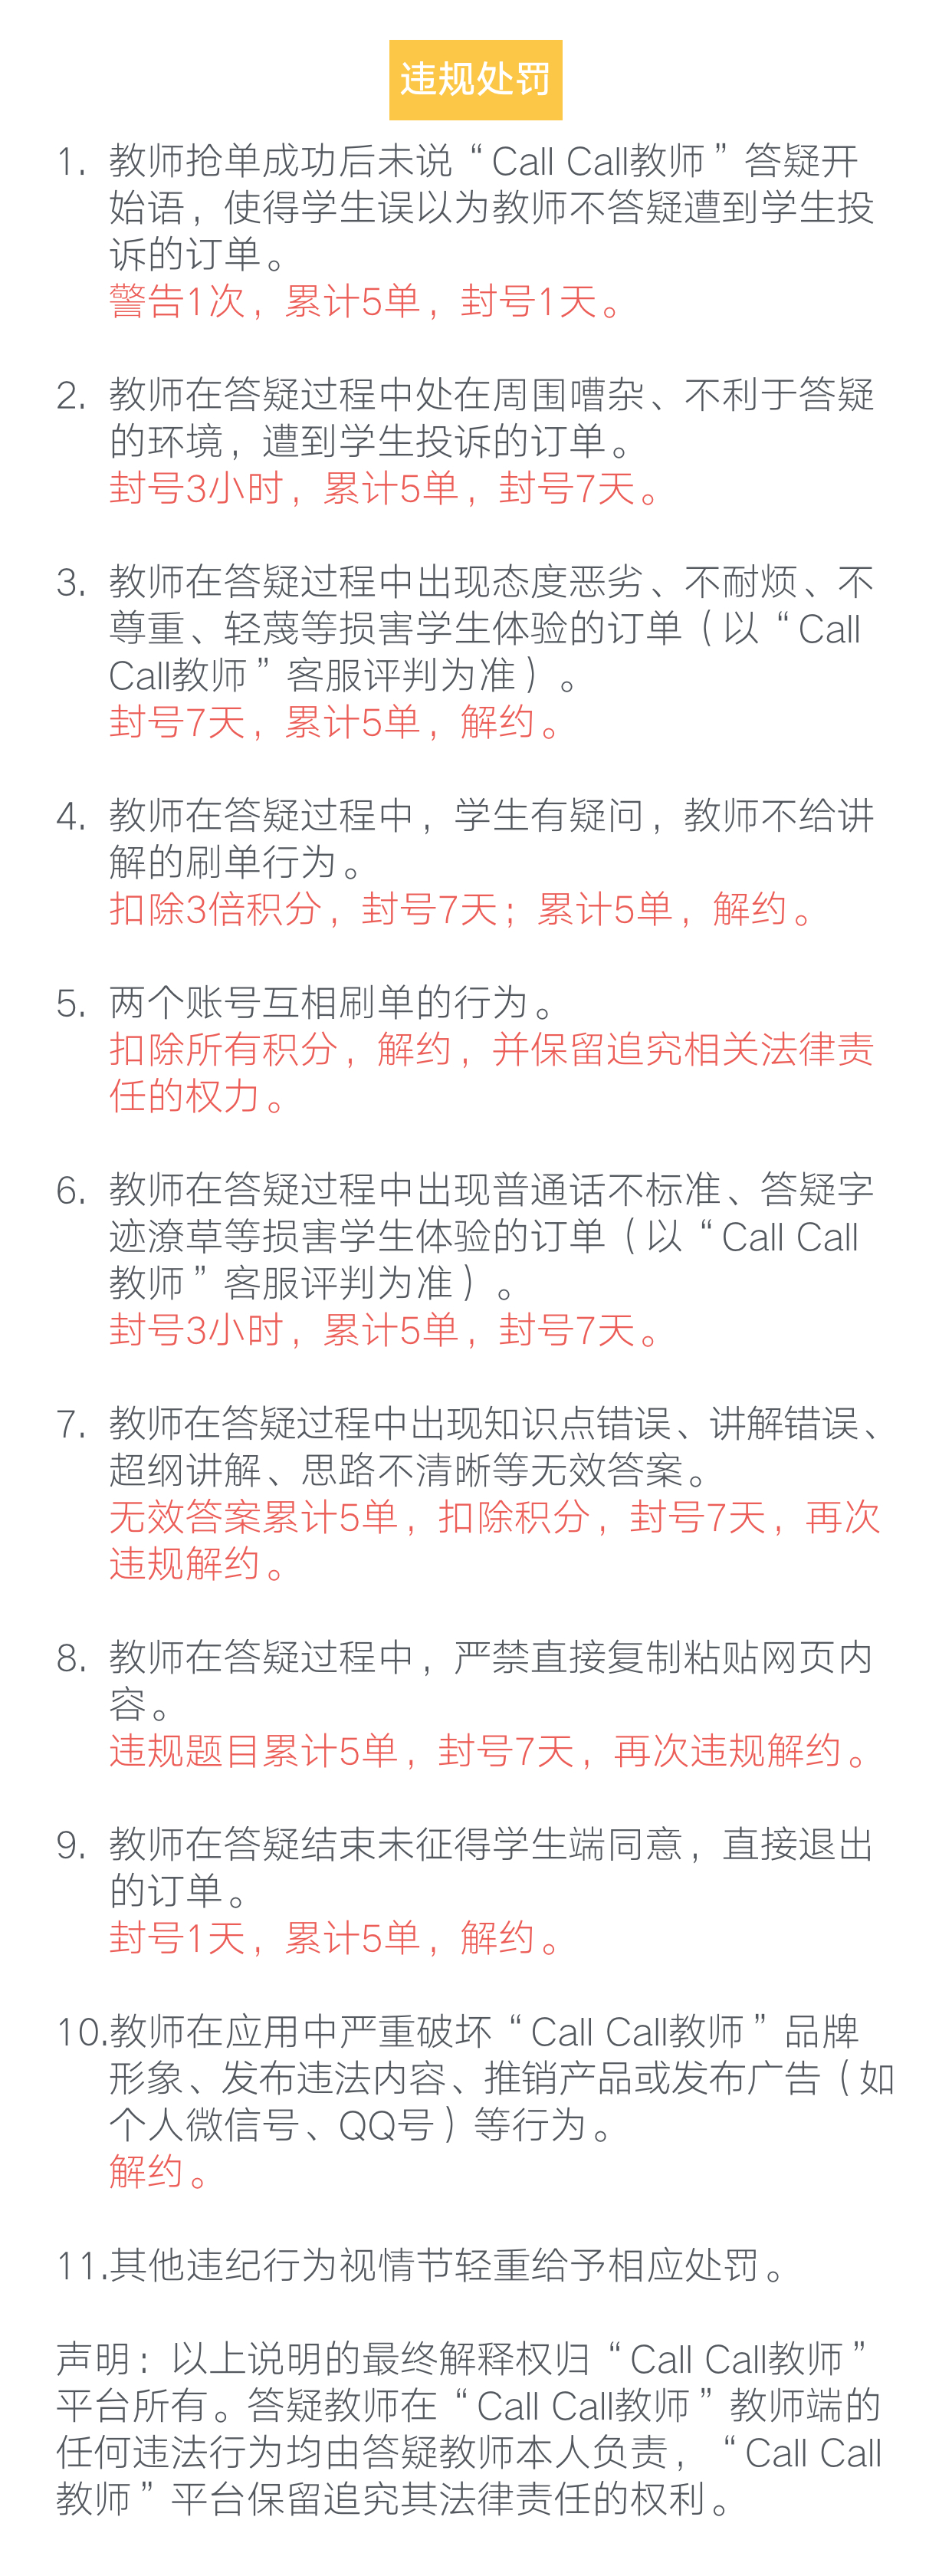 违规处罚
1. 教师抢单成功后未说“Call Call教师”答疑开
始语，使得学生误以为教师不答疑遭到学生投
诉的订单。
警告1次，累计5单，封号1天。
2. 教师在答疑过程中处在周围嘈杂、不利于答疑
的环境，遭到学生投诉的订单。
封号3小时，累计5单，封号7天。
3. 教师在答疑过程中出现态度恶劣、不耐烦、不
尊重、轻蔑等损害学生体验的订单（以“Call
Call教师”客服评判为准）。
封号7天，累计5单，解约。
4. 教师在答疑过程中，学生有疑问，教师不给讲
解的刷单行为。
扣除3倍积分，封号7天；累计5单，解约。
5. 两个账号互相刷单的行为。
扣除所有积分，解约，并保留追究相关法律责
任的权力。
6. 教师在答疑过程中出现普通话不标准、答疑字
迹潦草等损害学生体验的订单（以“Call Call
教师”客服评判为准）。
封号3小时，累计5单，封号7天。
7. 教师在答疑过程中出现知识点错误、讲解错误、
超纲讲解、思路不清晰等无效答案。
无效答案累计5单，扣除积分，封号7天，再次
违规解约。
8. 教师在答疑过程中，严禁直接复制粘贴网页内
容。
违规题目累计5单，封号7天，再次违规解约。
9. 教师在答疑结束未征得学生端同意，直接退出
的订单。
封号1天，累计5单，解约。
10.教师在应用中严重破坏“Call Call教师”品牌
形象、发布违法内容、推销产品或发布广告（如
个人微信号、QQ号）等行为。
解约。
11.其他违纪行为视情节轻重给予相应处罚。
声明：以上说明的最终解释权归“Call Call教师”
平台所有。答疑教师在“Call Call教师”教师端的
任何违法行为均由答疑教师本人负责，“Call Call
教师”平台保留追究其法律责任的权利。